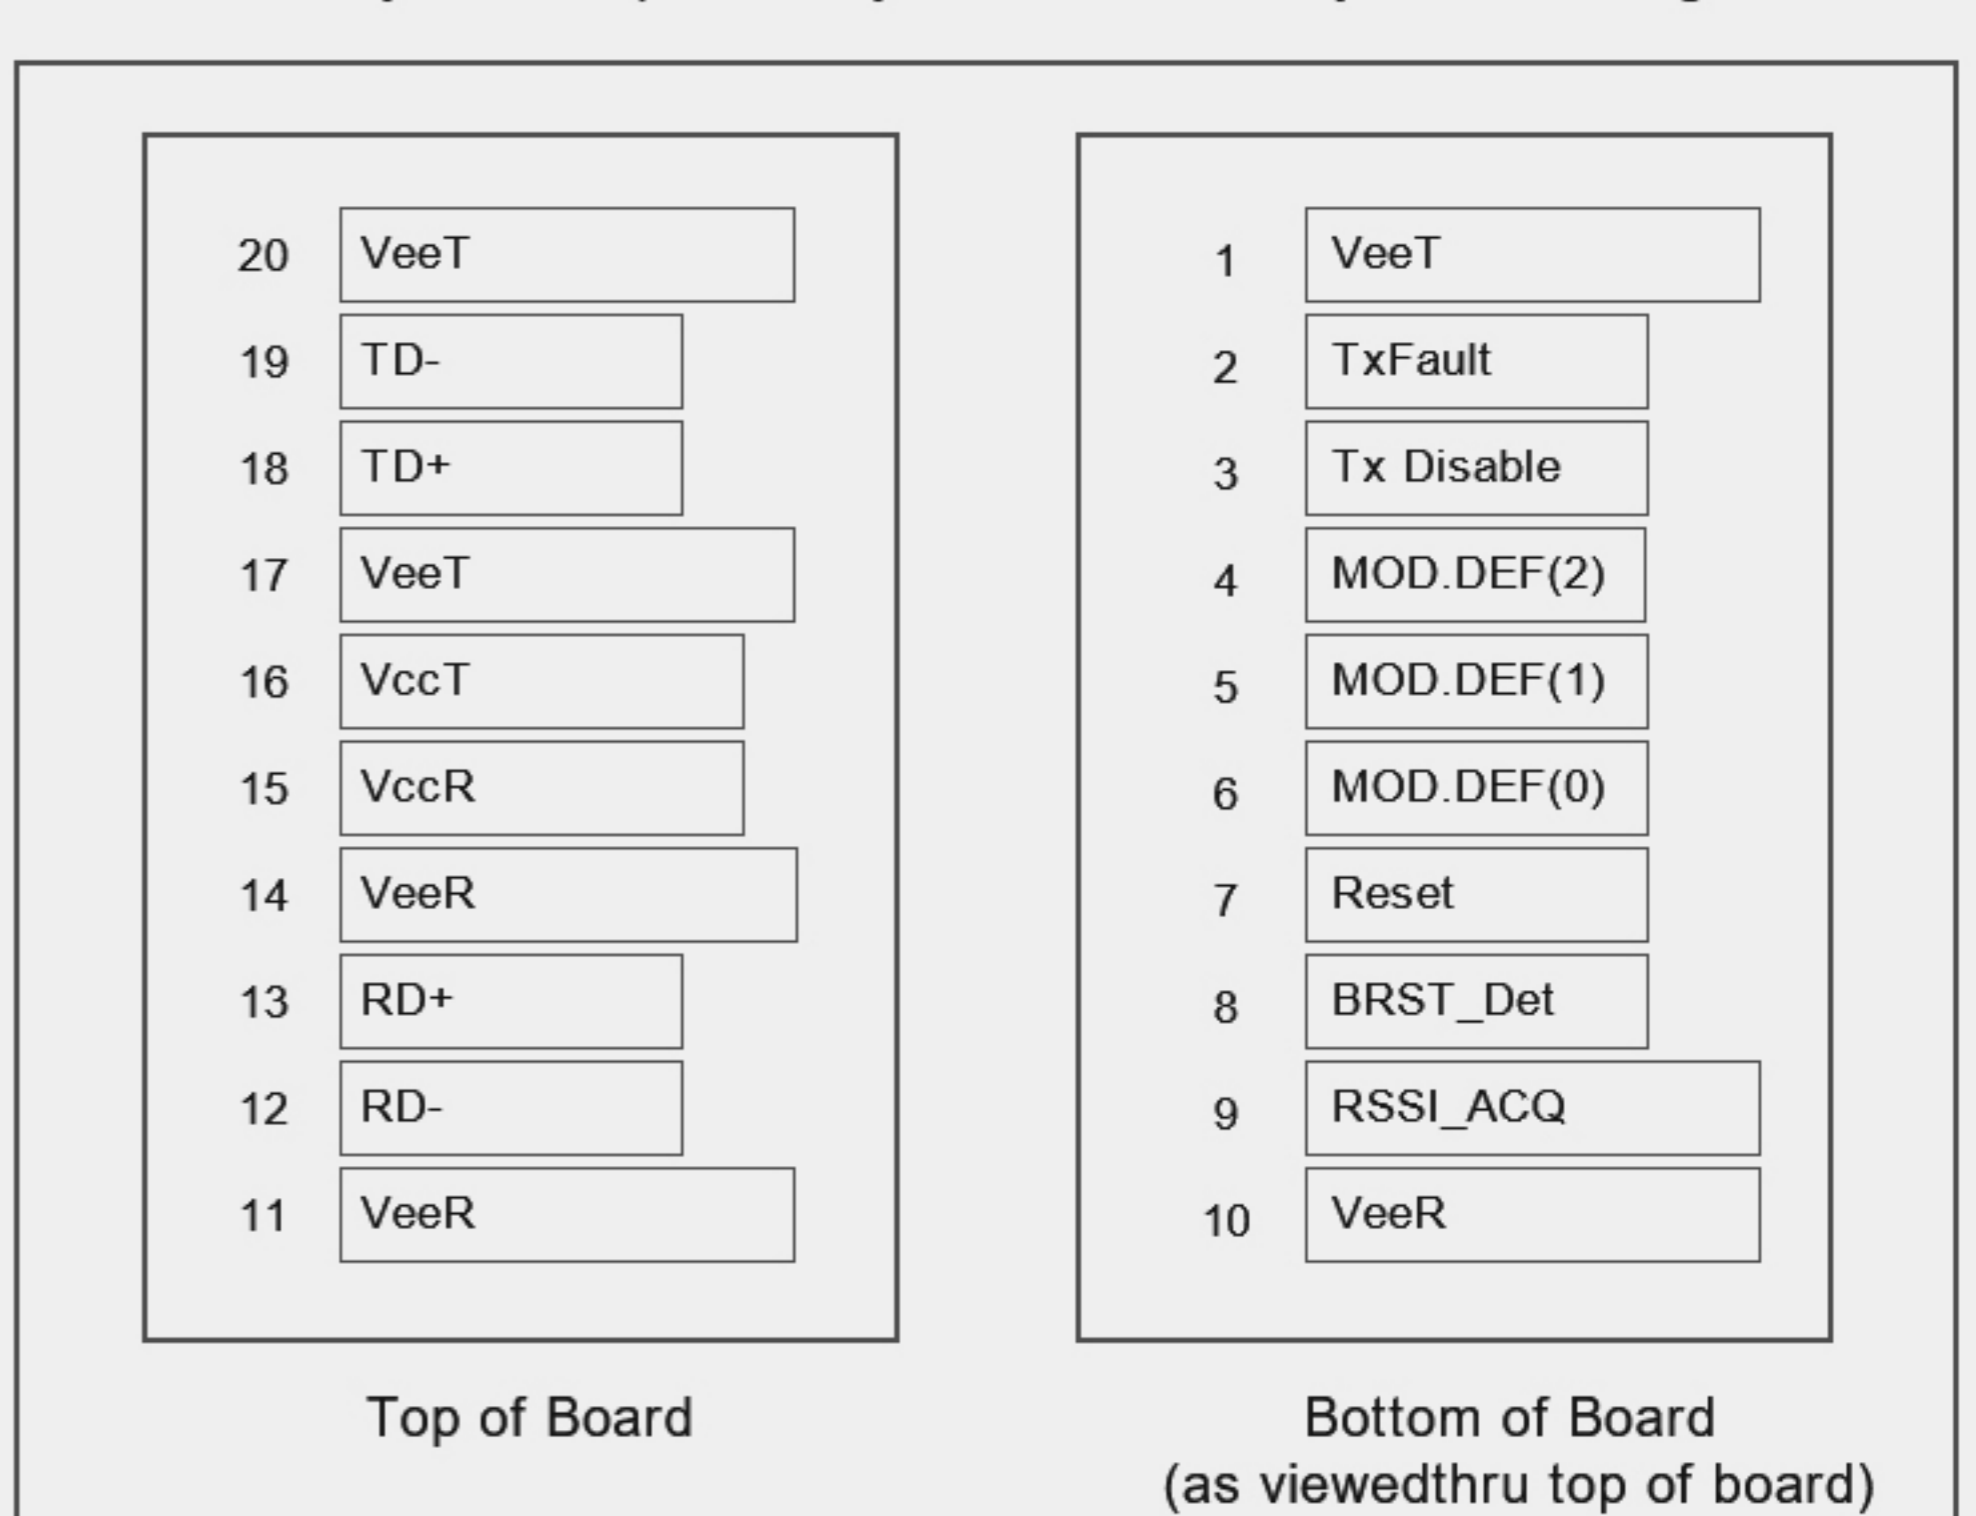 20 VeeT
19 TD-
18 TD+
17 VeeT
16 VccT
15 VccR
14 VeeR
13 RD+
12 RD-
11 VeeR
Top of Board
1 VeeT
2 TxFault
3 Tx Disable
4 MOD.DEF(2)
5 MOD.DEF(1)
6 MOD.DEF(0)
7 Reset
8 BRST_Det
9 RSSI_ACQ
10 VeeR
Bottom of Board
(as viewedthru top of board)